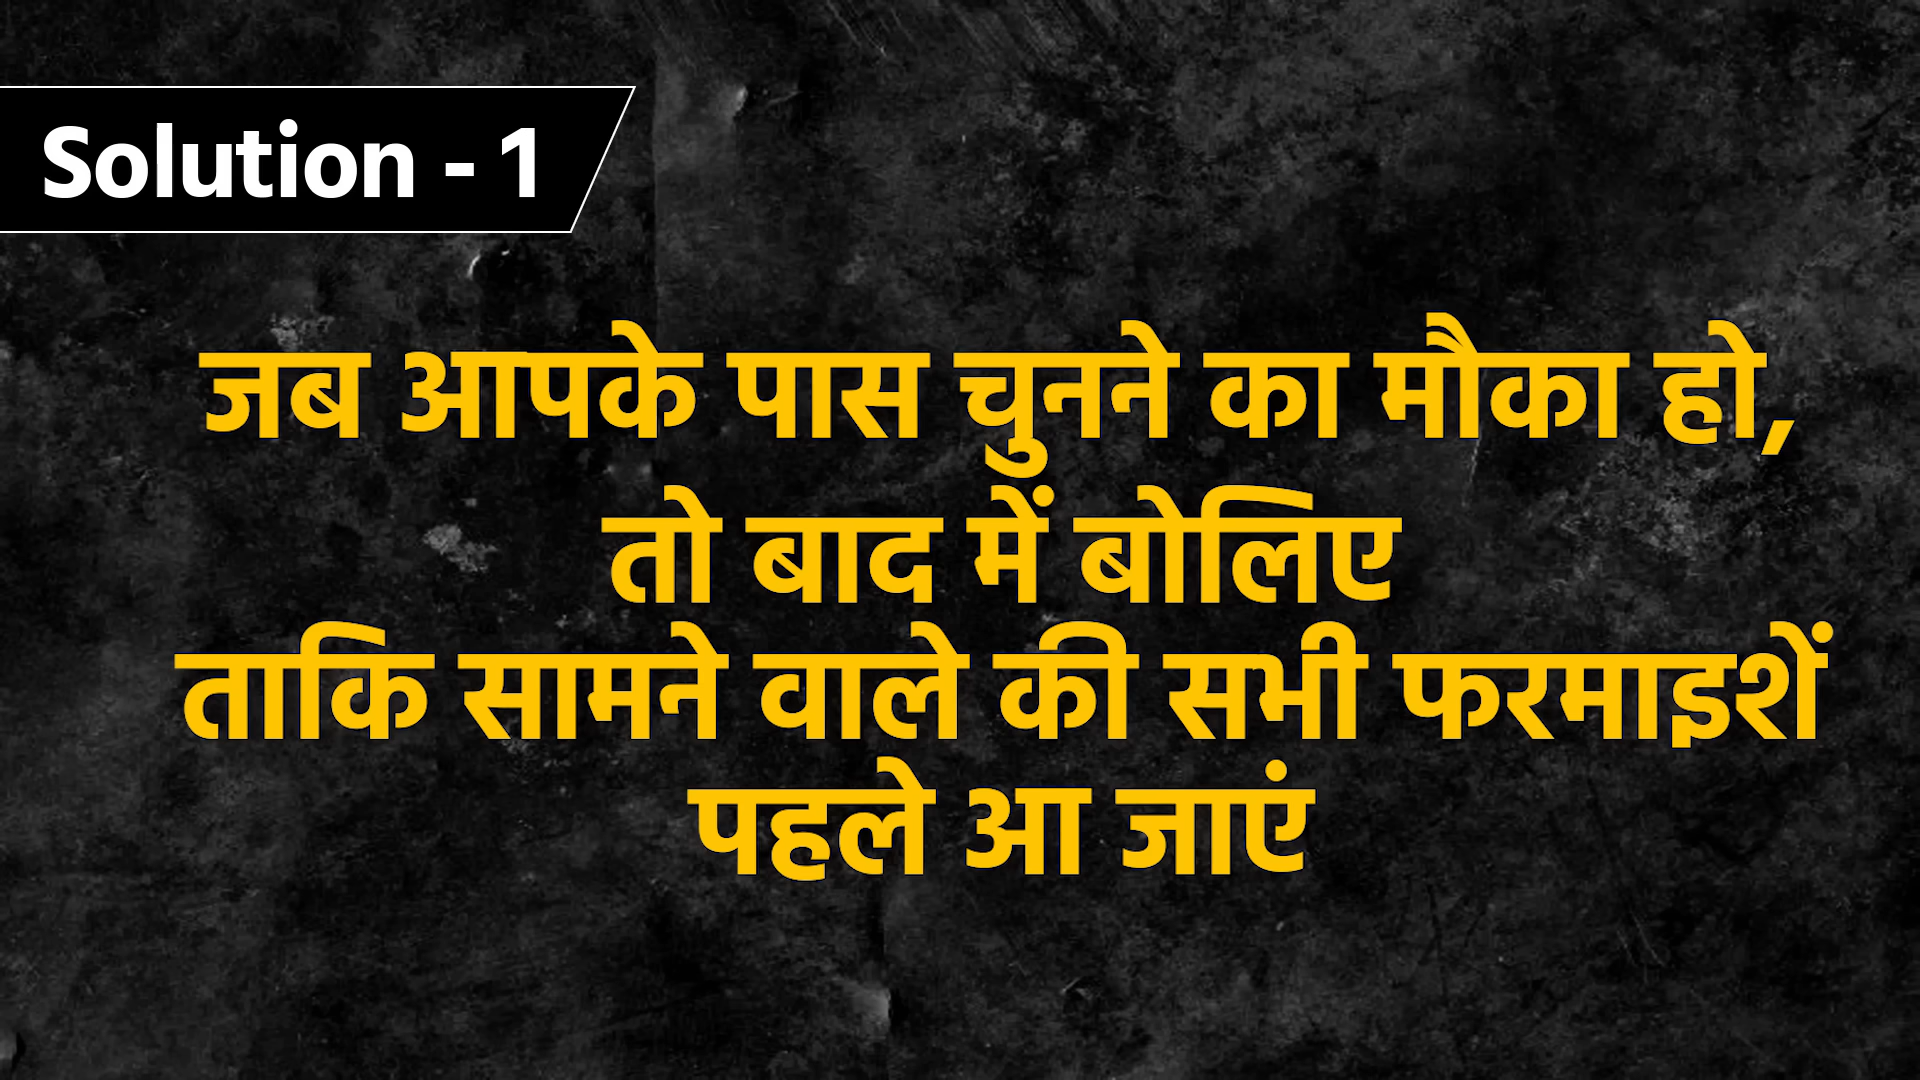 Solution - 1
जब आपके पास चुनने का मौका हो,
तो बाद में बोलिए
ताकि सामने वाले की सभी फरमाइशें
पहले आ जाएं